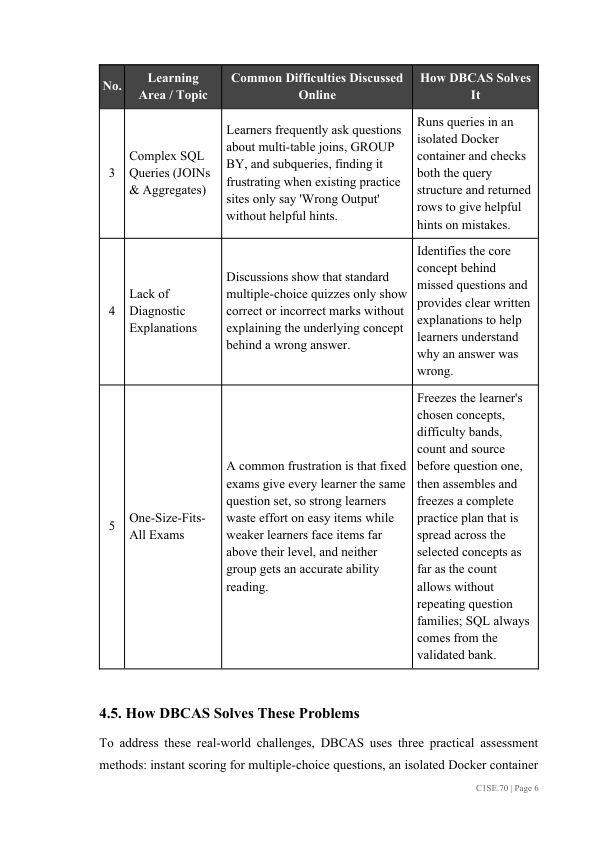 No.
Learning
Area / Topic
Common Difficulties Discussed
Online
How DBCAS Solves
It
3
Complex SQL
Queries (JOINs
& Aggregates)
Learners frequently ask questions
about multi-table joins, GROUP
BY, and subqueries, finding it
frustrating when existing practice
sites only say 'Wrong Output'
without helpful hints.
Runs queries in an
isolated Docker
container and checks
both the query
structure and returned
rows to give helpful
hints on mistakes.
4
Lack of
Diagnostic
Explanations
Discussions show that standard
multiple-choice quizzes only show
correct or incorrect marks without
explaining the underlying concept
behind a wrong answer.
Identifies the core
concept behind
missed questions and
provides clear written
explanations to help
learners understand
why an answer was
wrong.
5
One-Size-Fits-
All Exams
A common frustration is that fixed
exams give every learner the same
question set, so strong learners
waste effort on easy items while
weaker learners face items far
above their level, and neither
group gets an accurate ability
reading.
Freezes the learner's
chosen concepts,
difficulty bands,
count and source
before question one,
then assembles and
freezes a complete
practice plan that is
spread across the
selected concepts as
far as the count
allows without
repeating question
families; SQL always
comes from the
validated bank.
4.5. How DBCAS Solves These Problems
To address these real-world challenges, DBCAS uses three practical assessment
methods: instant scoring for multiple-choice questions, an isolated Docker container
C1SE.70 | Page 6